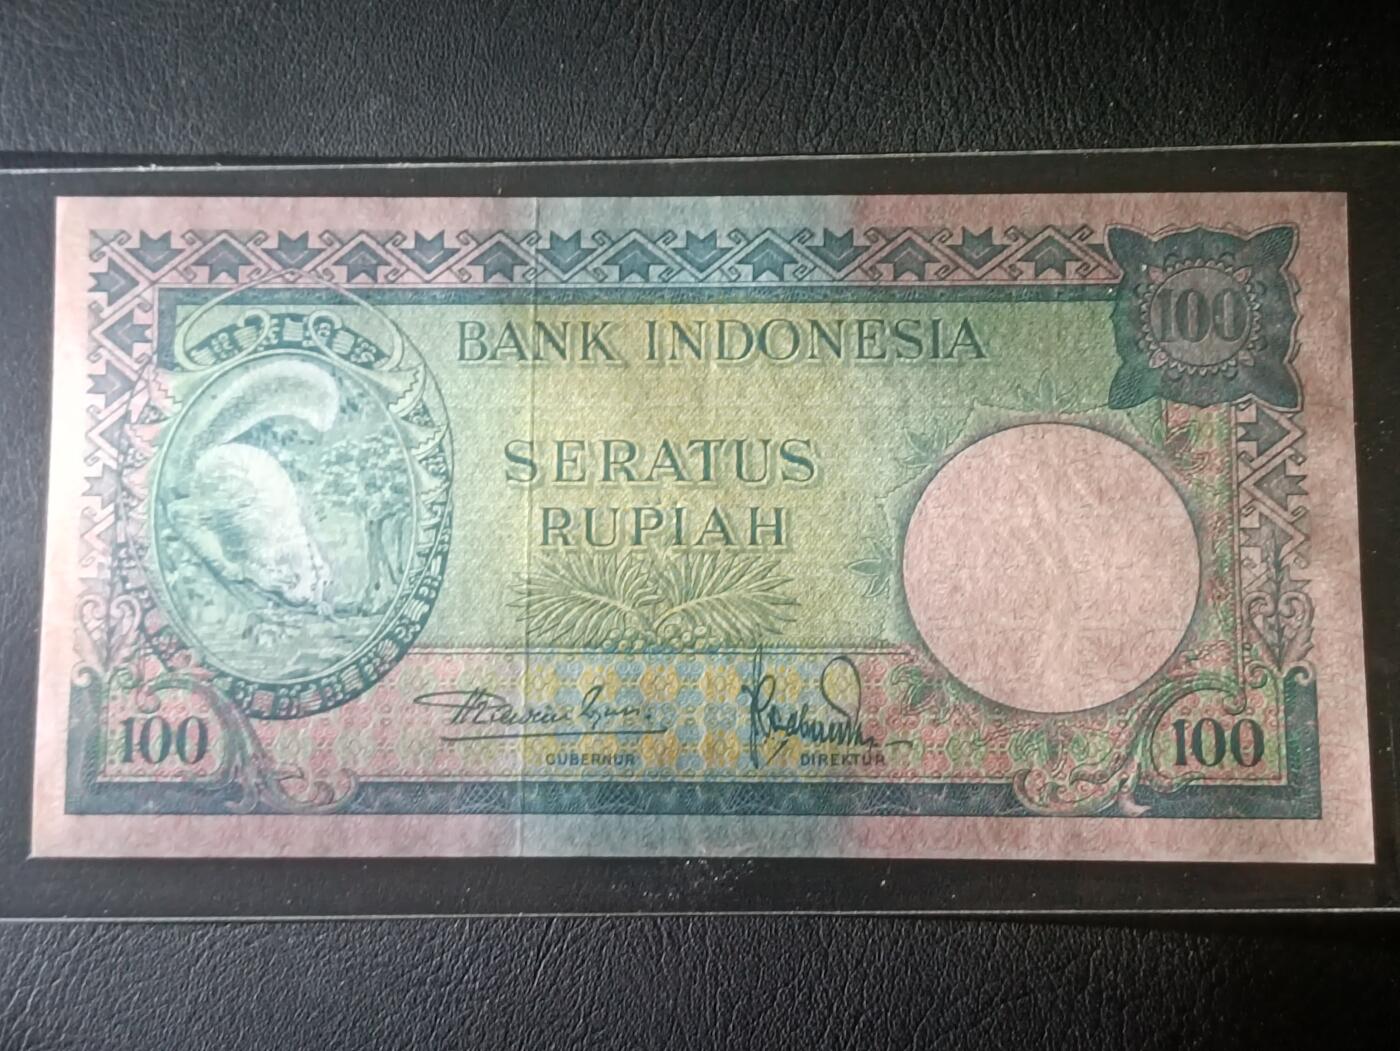 BANK INDONESIA
100
SERATUS
RUPIAH
GUBERNUR
DIREKTUR
100
100